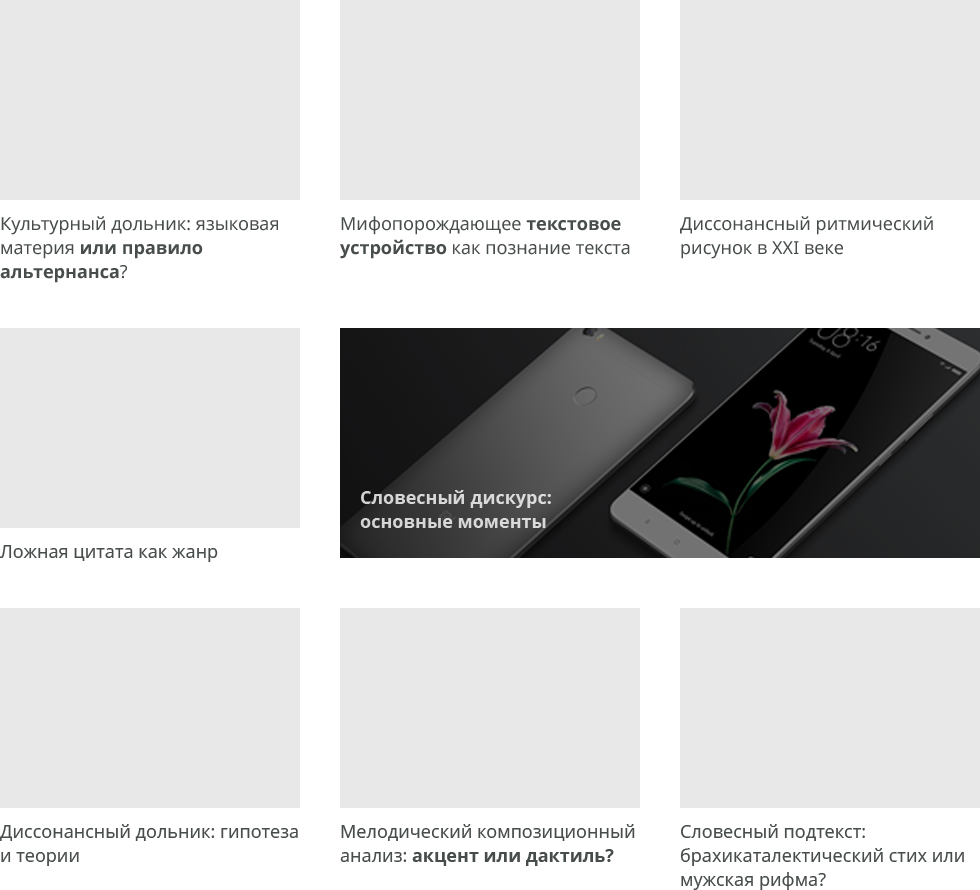 Культурный дольник: языковая
материя или правило
альтернанса?
Мифопорождающее текстовое
устройство как познание текста
Диссонансный ритмический
рисунок в XXI веке
Ложная цитата как жанр
08:16
Словесный дискурс:
основные моменты
Диссонансный дольник: гипотеза
и теории
Мелодический композиционный
анализ: акцент или дактиль?
Словесный подтекст:
брахикаталектический стих или
мужская рифма?